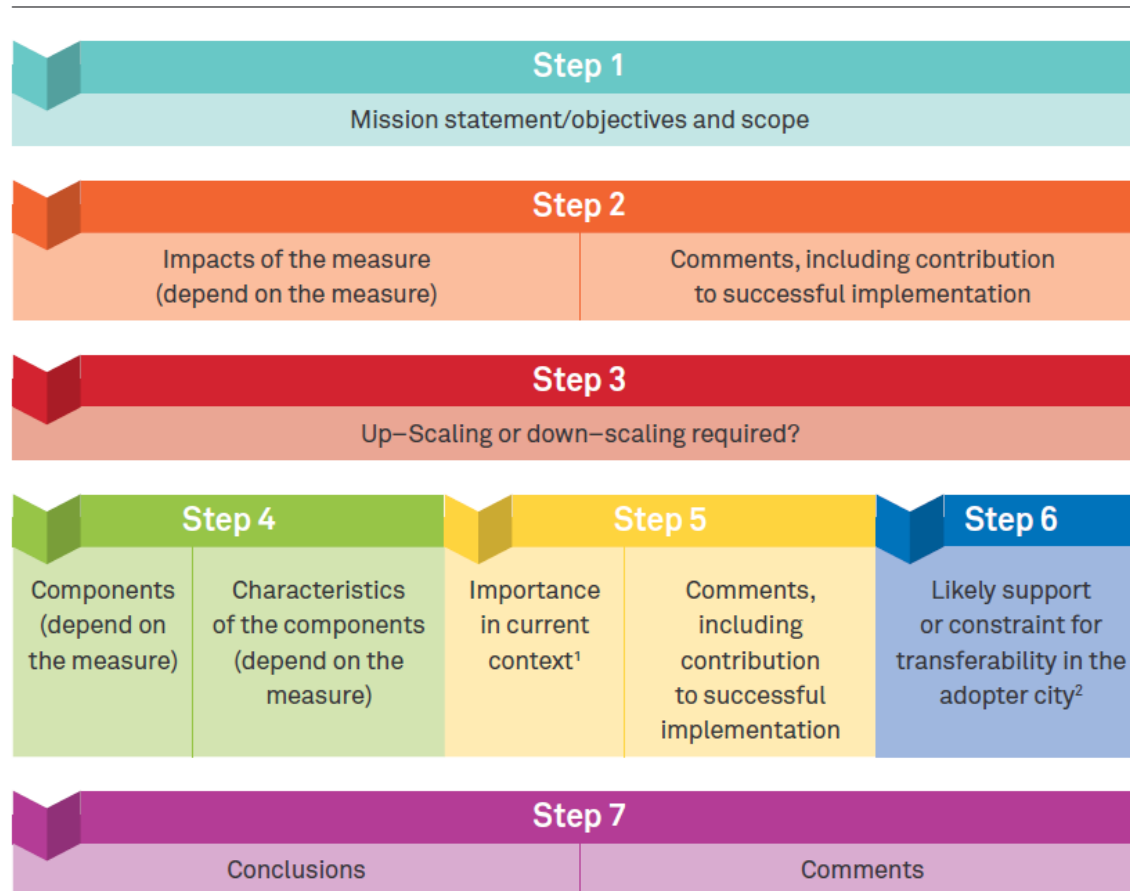 Step 1
Mission statement/objectives and scope
Step 2
Impacts of the measure
(depend on the measure)
Comments, including contribution
to successful implementation
Step 3
Up–Scaling or down–scaling required?
Step 4
Components
(depend on
the measure)
Characteristics
of the components
(depend on the
measure)
Step 5
Importance
in current
context¹
Comments,
including
contribution
to successful
implementation
Step 6
Likely support
or constraint for
transferability in the
adopter city²
Step 7
Conclusions
Comments